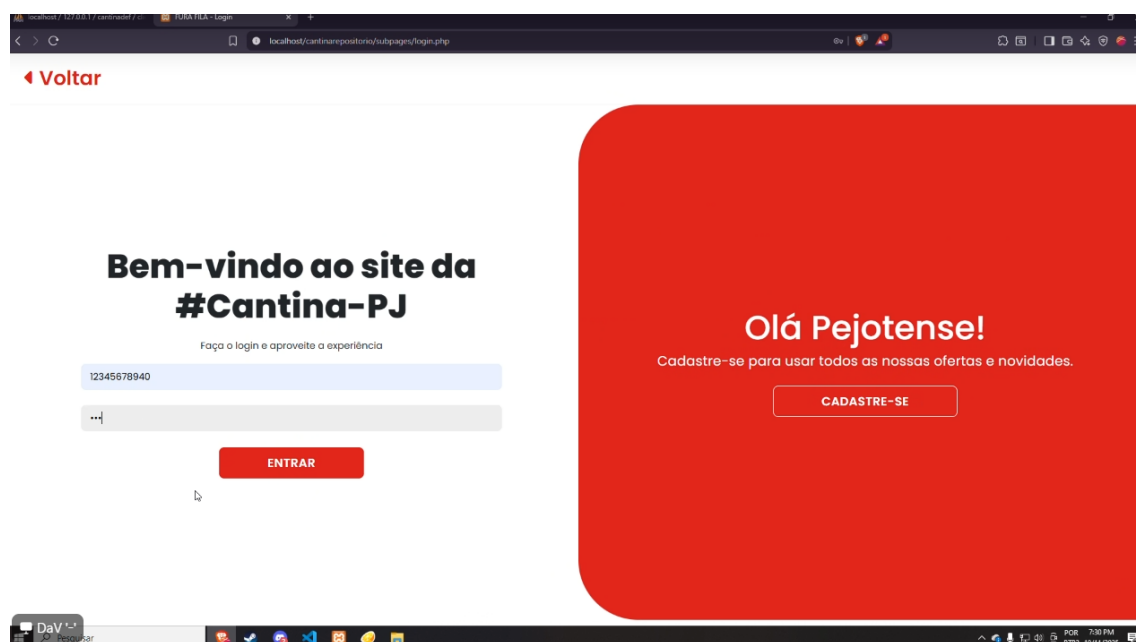 localhost / 127.0.0.1 / cantinadef / cli
FURA FILA - Login
localhost/cantinarepositorio/subpages/login.php
Voltar
Bem-vindo ao site da
#Cantina-PJ
Faça o login e aproveite a experiência
12345678940
•••
ENTRAR
Olá Pejotense!
Cadastre-se para usar todos as nossas ofertas e novidades.
CADASTRE-SE
DaV '-'
Pesquisar
POR
7:30 PM